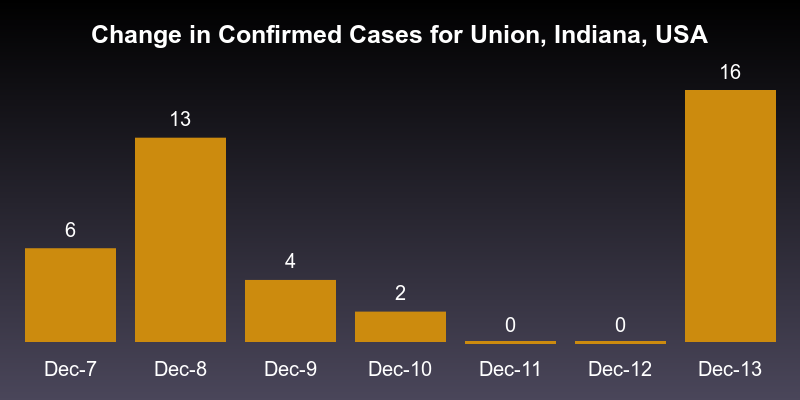 Change in Confirmed Cases for Union, Indiana, USA
6
13
4
2
0
0
16
Dec-7
Dec-8
Dec-9
Dec-10
Dec-11
Dec-12
Dec-13